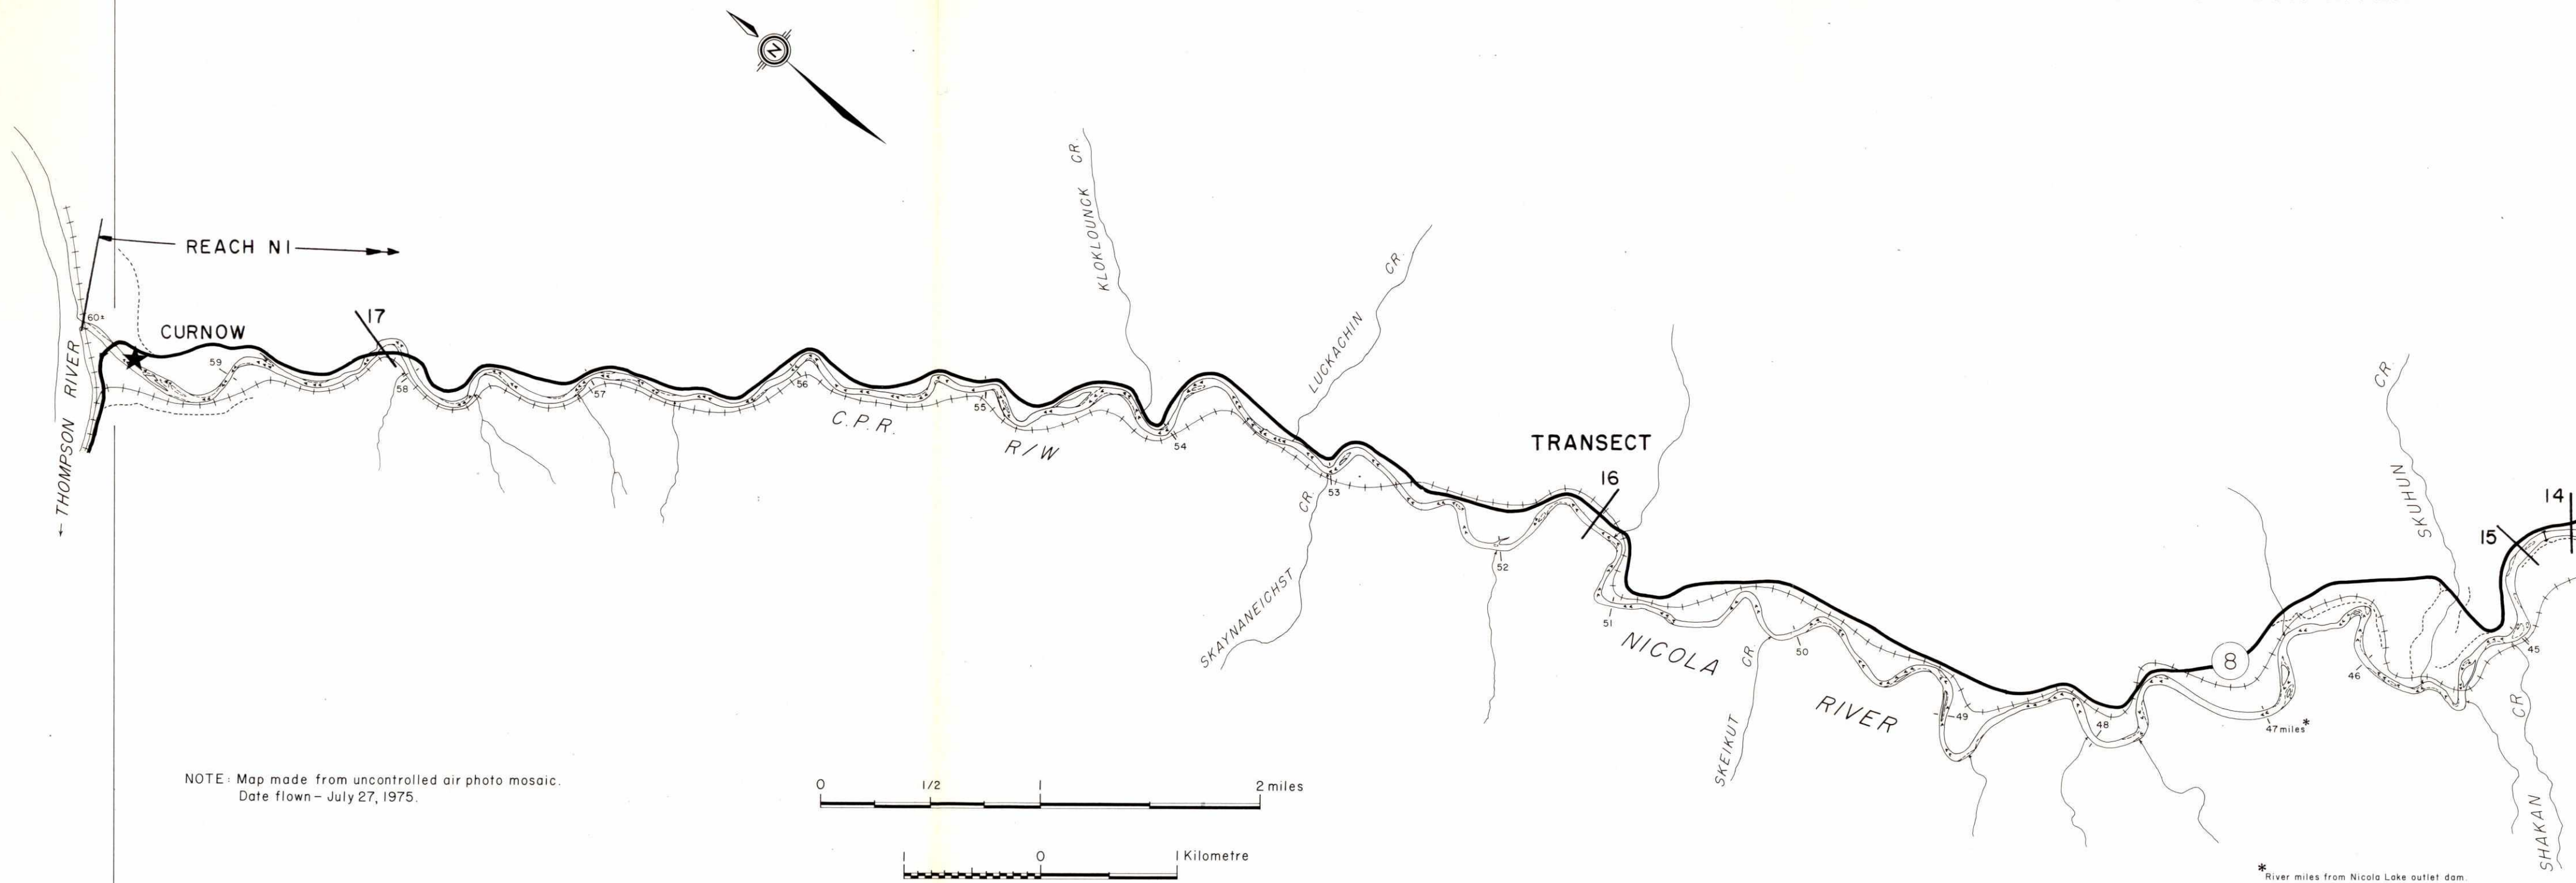 N
REACH N1
60±
CURNOW
59
17
58
57
56
55
54
53
52
51
50
49
48
47 miles*
46
45
← THOMPSON RIVER
C.P.R.
R/W
KLOKLOUNCK CR.
LUCKACHIN CR.
SKAYNANEICHST CR.
TRANSECT
16
NICOLA RIVER
SKEIKUT CR.
8
SKUHUN CR.
15
14
SHAKAN CR.
NOTE: Map made from uncontrolled air photo mosaic.
Date flown – July 27, 1975.
0 1/2 1 2 miles
1 0 1 Kilometre
*River miles from Nicola Lake outlet dam.